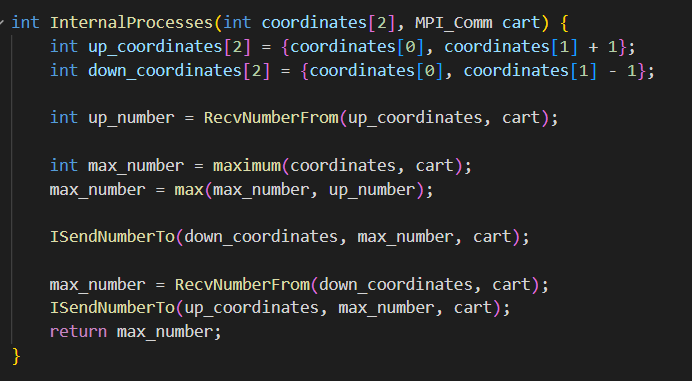 int InternalProcesses(int coordinates[2], MPI_Comm cart) {
    int up_coordinates[2] = {coordinates[0], coordinates[1] + 1};
    int down_coordinates[2] = {coordinates[0], coordinates[1] - 1};

    int up_number = RecvNumberFrom(up_coordinates, cart);

    int max_number = maximum(coordinates, cart);
    max_number = max(max_number, up_number);

    ISendNumberTo(down_coordinates, max_number, cart);

    max_number = RecvNumberFrom(down_coordinates, cart);
    ISendNumberTo(up_coordinates, max_number, cart);
    return max_number;
}